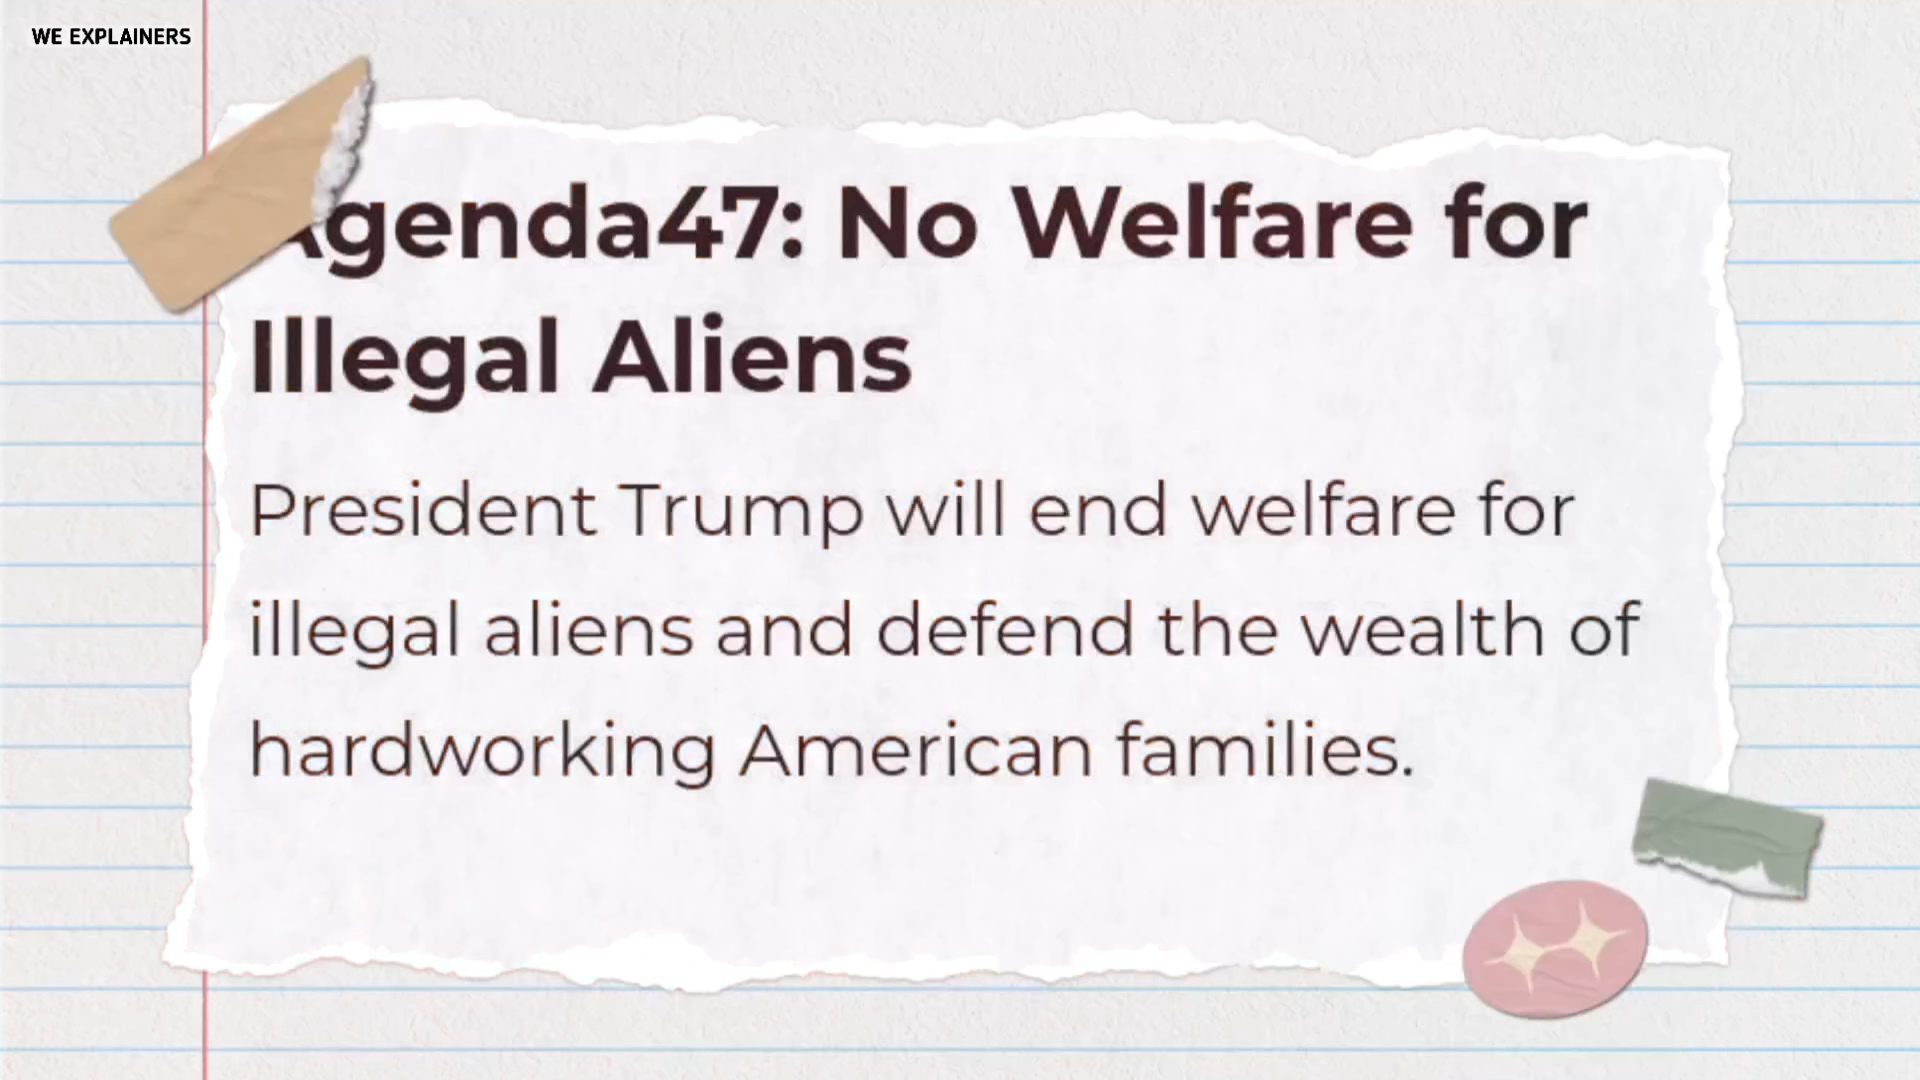 WE EXPLAINERS
Agenda47: No Welfare for
Illegal Aliens
President Trump will end welfare for
illegal aliens and defend the wealth of
hardworking American families.